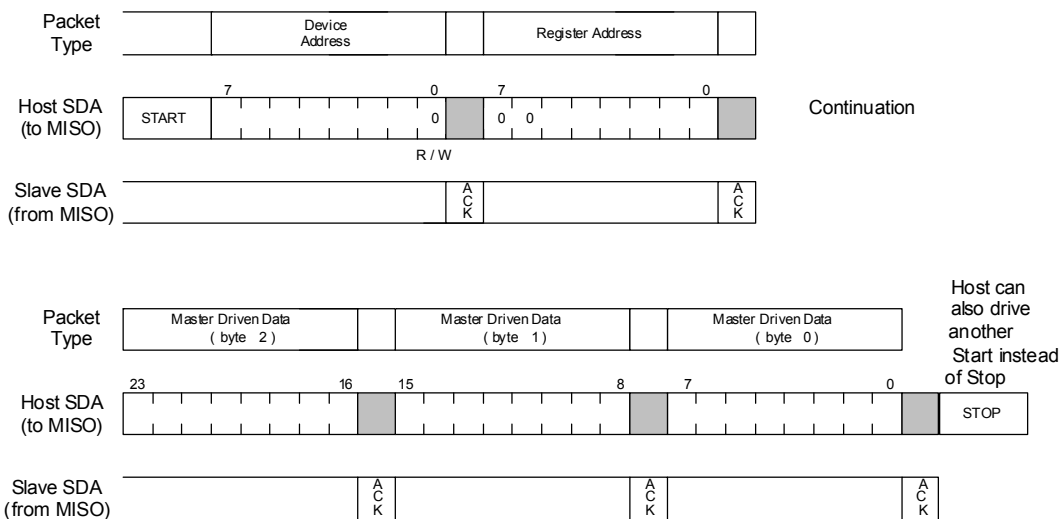 Packet
Type
Device
Address
Register Address
Host SDA
(to MISO)
START
7
0
7
0
0
0
0
Continuation
R / W
Slave SDA
(from MISO)
A
C
K
A
C
K
Packet
Type
Master Driven Data
( byte 2 )
Master Driven Data
( byte 1 )
Master Driven Data
( byte 0 )
Host can
also drive
another
Start instead
of Stop
Host SDA
(to MISO)
23
16
15
8
7
0
STOP
Slave SDA
(from MISO)
A
C
K
A
C
K
A
C
K